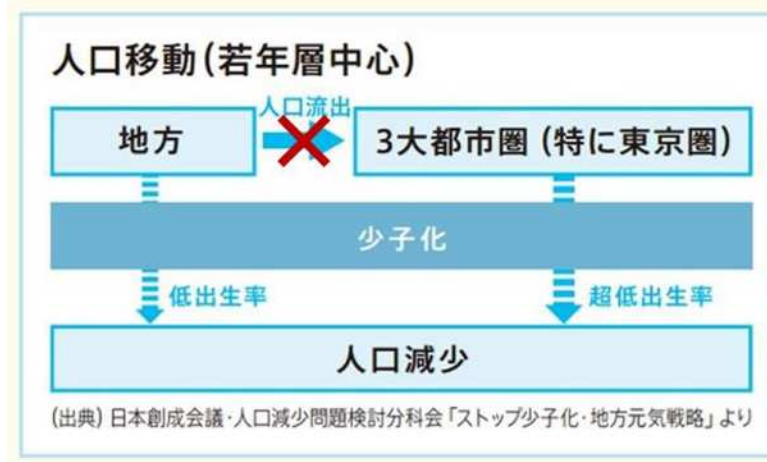 人口移動(若年層中心)
人口流出
地方
3大都市圏(特に東京圏)
少子化
低出生率
超低出生率
人口減少
(出典)日本創成会議・人口減少問題検討分科会「ストップ少子化・地方元気戦略」より